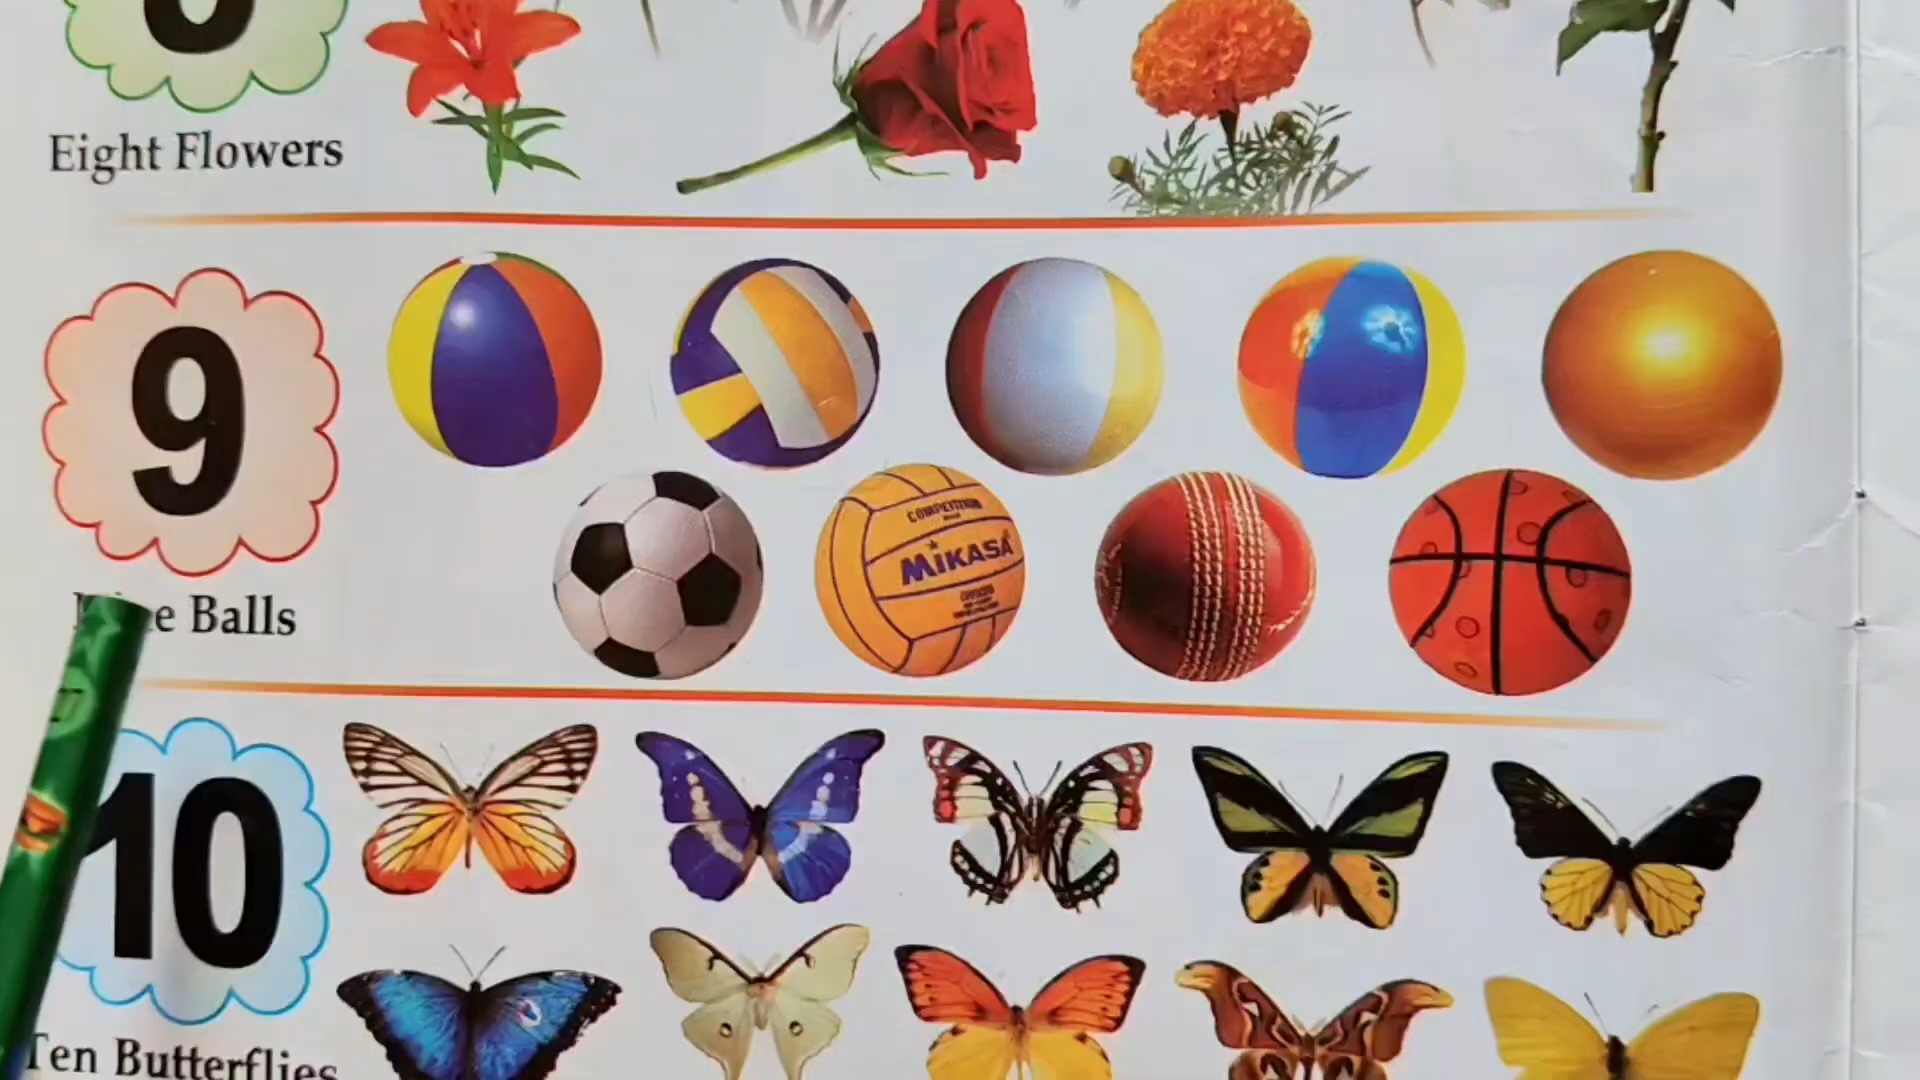 Eight Flowers
9
Balls
COMPETITION
MiKASA
10
Ten Butterflies